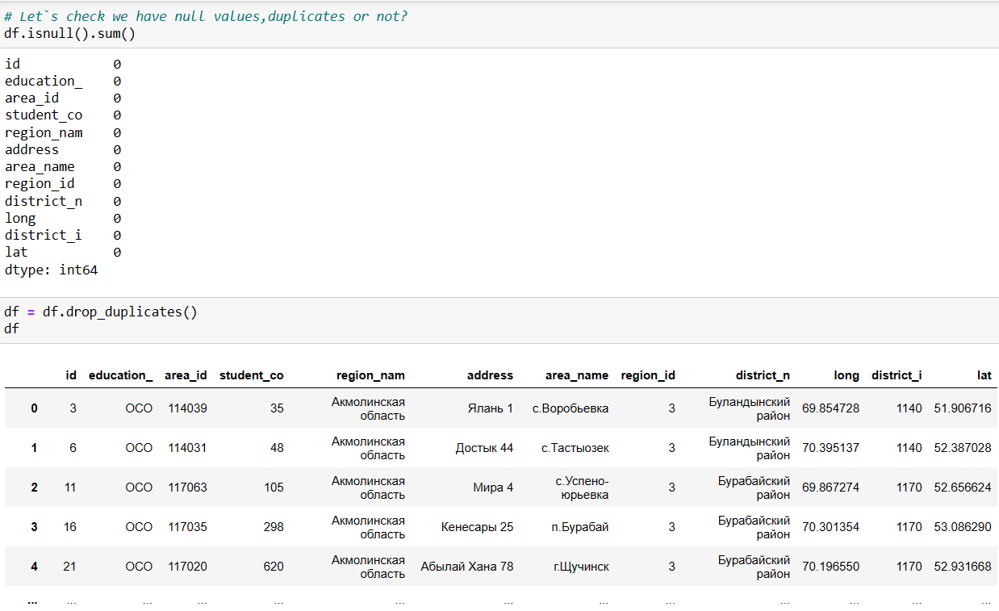 # Let`s check we have null values,duplicates or not?
df.isnull().sum()
id 0
education_ 0
area_id 0
student_co 0
region_nam 0
address 0
area_name 0
region_id 0
district_n 0
long 0
district_i 0
lat 0
dtype: int64
df = df.drop_duplicates()
df
id education_ area_id student_co region_nam address area_name region_id district_n long district_i lat
0 3 ОСО 114039 35 Акмолинская область Ялань 1 с.Воробьевка 3 Буландынский район 69.854728 1140 51.906716
1 6 ОСО 114031 48 Акмолинская область Достык 44 с.Тастыозек 3 Буландынский район 70.395137 1140 52.387028
2 11 ОСО 117063 105 Акмолинская область Мира 4 с.Успено-юрьевка 3 Бурабайский район 69.867274 1170 52.656624
3 16 ОСО 117035 298 Акмолинская область Кенесары 25 п.Бурабай 3 Бурабайский район 70.301354 1170 53.086290
4 21 ОСО 117020 620 Акмолинская область Абылай Хана 78 г.Щучинск 3 Бурабайский район 70.196550 1170 52.931668
... ... ... ... ... ... ... ... ... ... ... ... ...